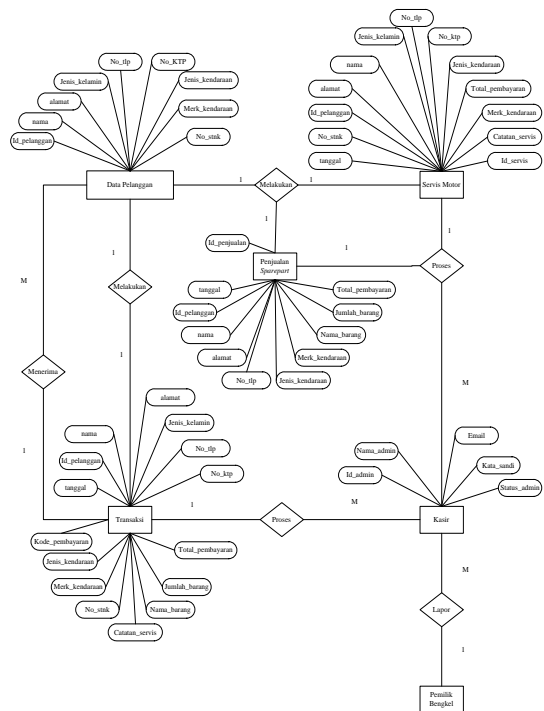 No_tlp
No_KTP
Jenis_kelamin
Jenis_kendaraan
alamat
Merk_kendaraan
nama
Id_pelanggan
No_stnk
Data Pelanggan
No_tlp
Jenis_kelamin
No_ktp
nama
Jenis_kendaraan
alamat
Total_pembayaran
Id_pelanggan
Merk_kendaraan
No_stnk
Catatan_servis
tanggal
Id_servis
Servis Motor
1
Melakukan
1
1
1
1
M
Id_penjualan
Penjualan
Sparepart
1
Proses
Melakukan
tanggal
Total_pembayaran
Id_pelanggan
Jumlah_barang
nama
Nama_barang
alamat
Merk_kendaraan
No_tlp
Jenis_kendaraan
1
Menerima
M
1
alamat
Jenis_kelamin
nama
No_tlp
Id_pelanggan
No_ktp
tanggal
Transaksi
1
Proses
M
Email
Nama_admin
Kata_sandi
Id_admin
Status_admin
Kasir
Kode_pembayaran
Total_pembayaran
Jenis_kendaraan
Merk_kendaraan
Jumlah_barang
No_stnk
Nama_barang
Catatan_servis
M
Lapor
1
Pemilik
Bengkel